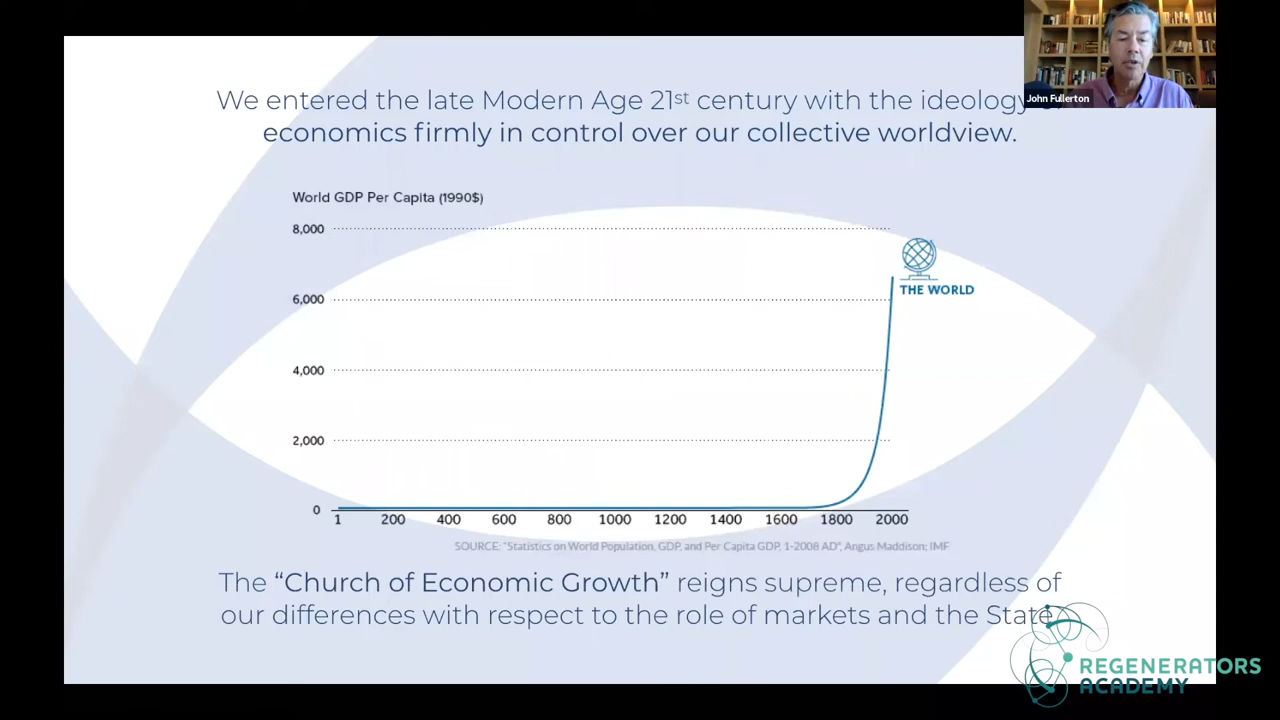 We entered the late Modern Age 21st century with the ideology
economics firmly in control over our collective worldview.
John Fullerton
World GDP Per Capita (1990$)
8,000
THE WORLD
6,000
4,000
2,000
0
1 200 400 600 800 1000 1200 1400 1600 1800 2000
SOURCE: "Statistics on World Population, GDP, and Per Capita GDP, 1-2008 AD", Angus Maddison; IMF
The “Church of Economic Growth” reigns supreme, regardless of
our differences with respect to the role of markets and the State
REGENERATORS
ACADEMY